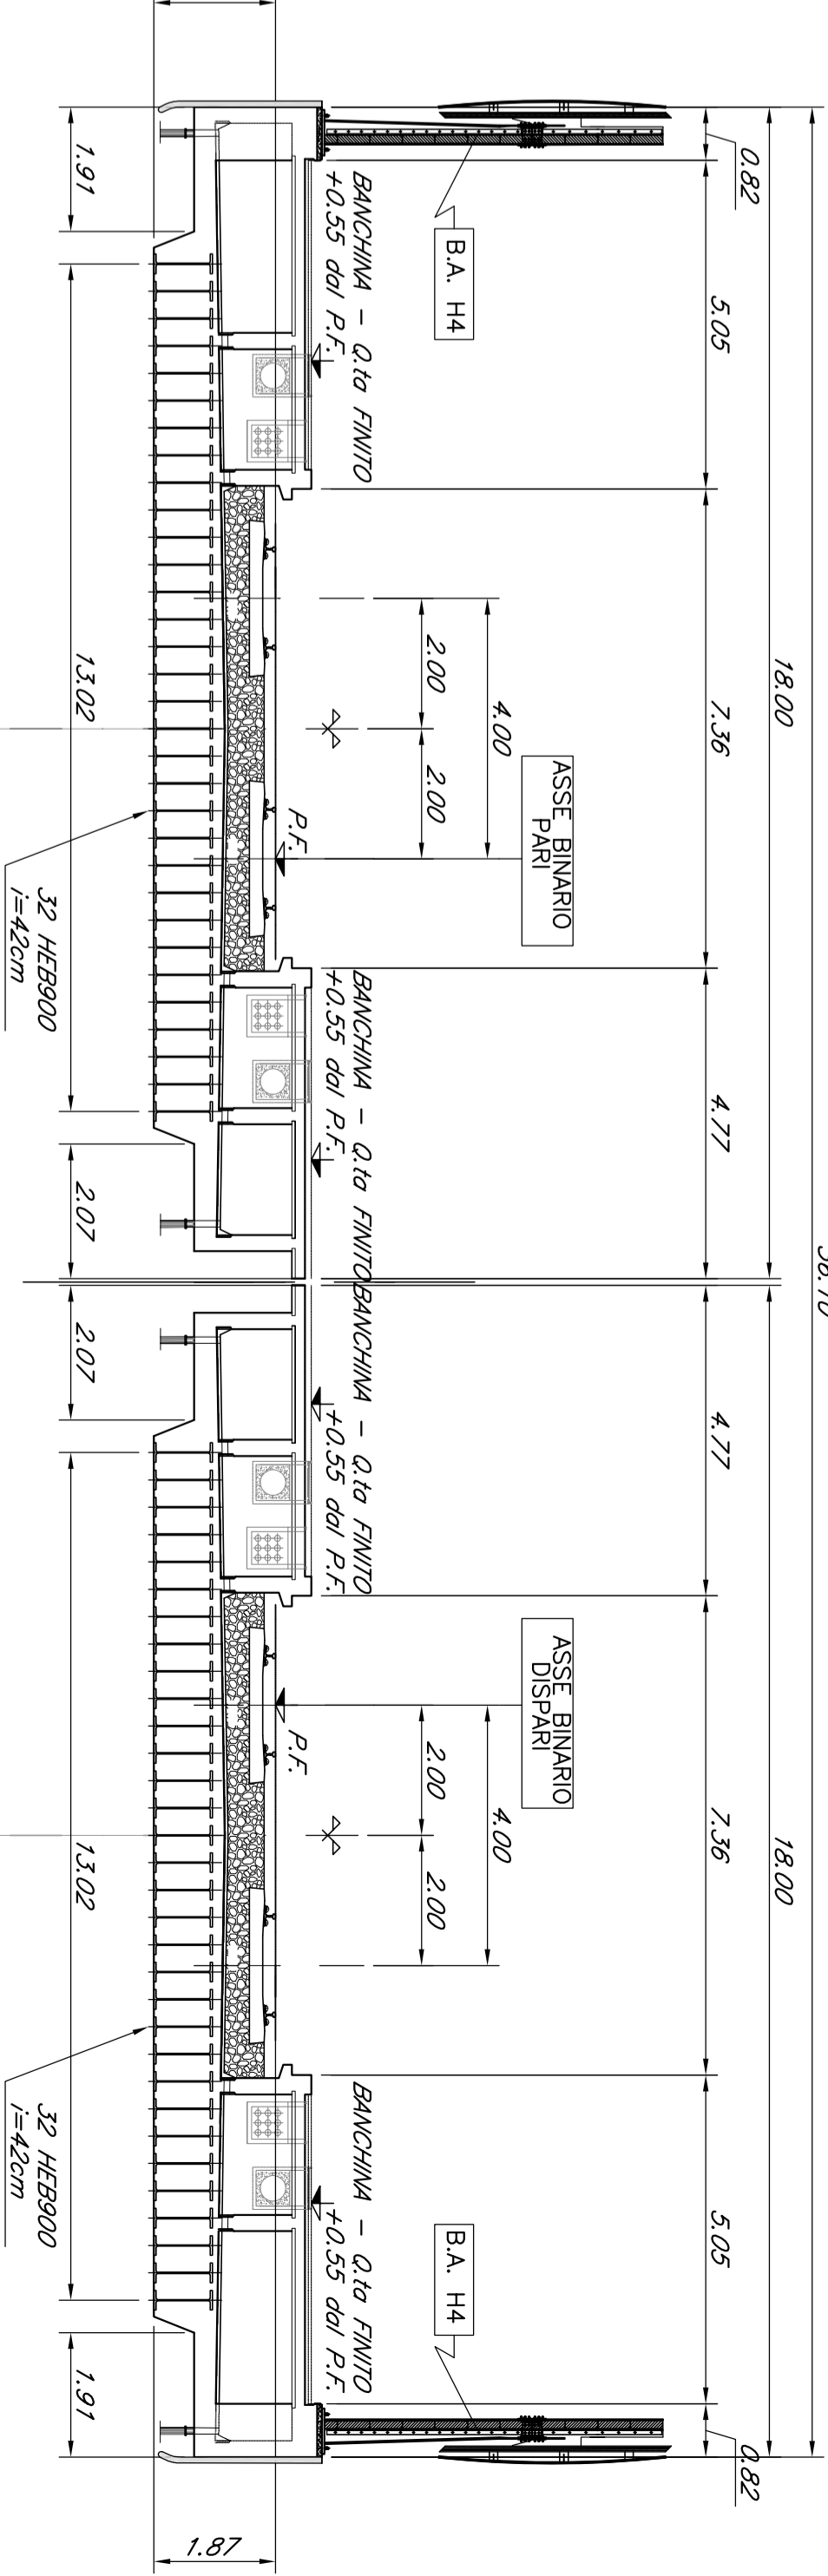 18.00
18.00
0.82
5.05
7.36
4.77
4.77
7.36
5.05
0.82
ASSE BINARIO
PARI
ASSE BINARIO
DISPARI
4.00
4.00
B.A. H4
B.A. H4
2.00
2.00
2.00
2.00
BANCHINA - Q.ta FINITO
+0.55 dal P.F.
BANCHINA - Q.ta FINITO
+0.55 dal P.F.
BANCHINA - Q.ta FINITO
+0.55 dal P.F.
BANCHINA - Q.ta FINITO
+0.55 dal P.F.
P.F.
P.F.
1.87
1.91
13.02
2.07
2.07
13.02
1.91
32 HEB900
i=42cm
32 HEB900
i=42cm